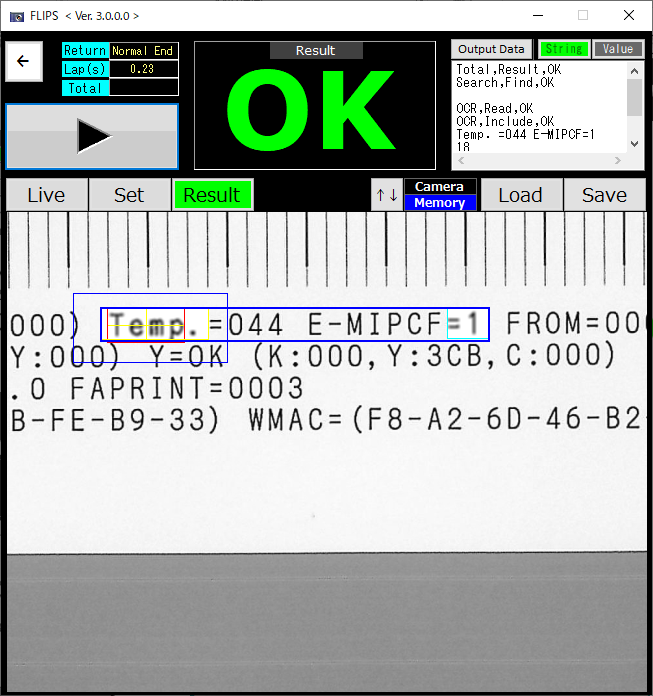 FLIPS < Ver. 3.0.0.0 >
Return Normal End
Lap(s) 0.23
Total
Result
OK
Output Data String Value
Total,Result,OK
Search,Find,OK
OCR,Read,OK
OCR,Include,OK
Temp. =044 E-MIPCF=1
18
Live Set Result ↑↓ Camera Memory Load Save
000) Temp.=044 E-MIPCF=1 FROM=00
Y:000) Y=OK (K:000,Y:3CB,C:000)
.0 FAPRINT=0003
B-FE-B9-33) WMAC=(F8-A2-6D-46-B2